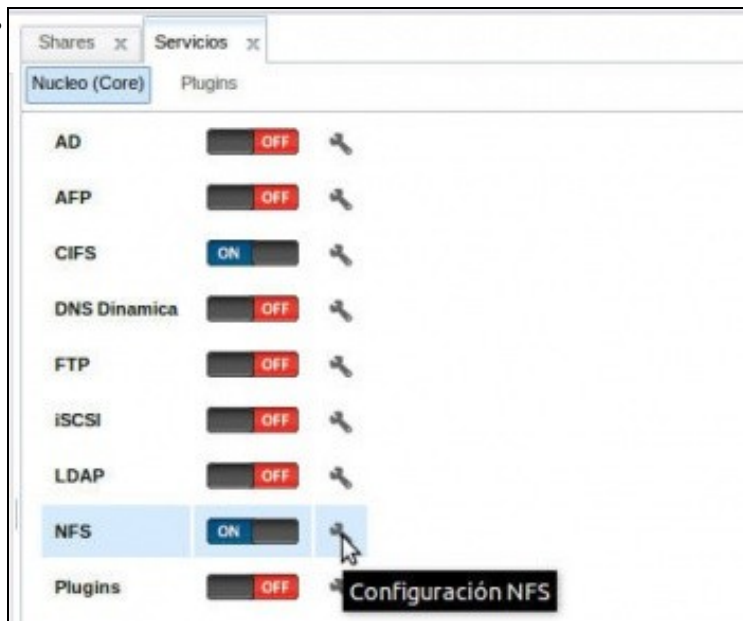 Shares x Servicios x
Nucleo (Core) Plugins
AD OFF
AFP OFF
CIFS ON
DNS Dinamica OFF
FTP OFF
iSCSI OFF
LDAP OFF
NFS ON
Configuración NFS
Plugins OFF